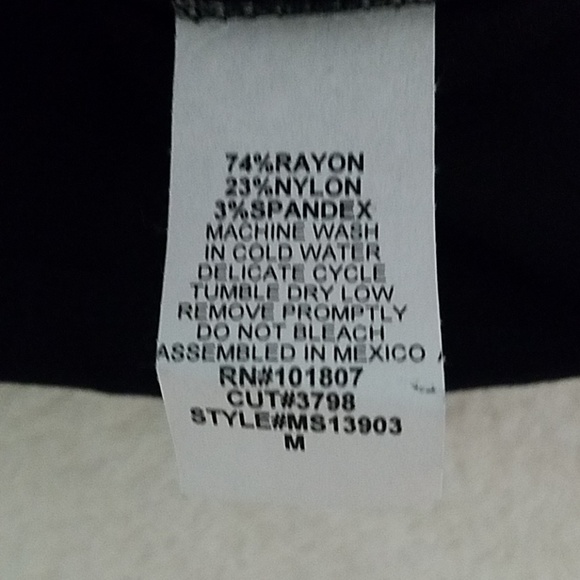 74%RAYON
23%NYLON
3%SPANDEX
MACHINE WASH
IN COLD WATER
DELICATE CYCLE
TUMBLE DRY LOW
REMOVE PROMPTLY
DO NOT BLEACH
ASSEMBLED IN MEXICO
RN#101807
CUT#3798
STYLE#MS13903
M